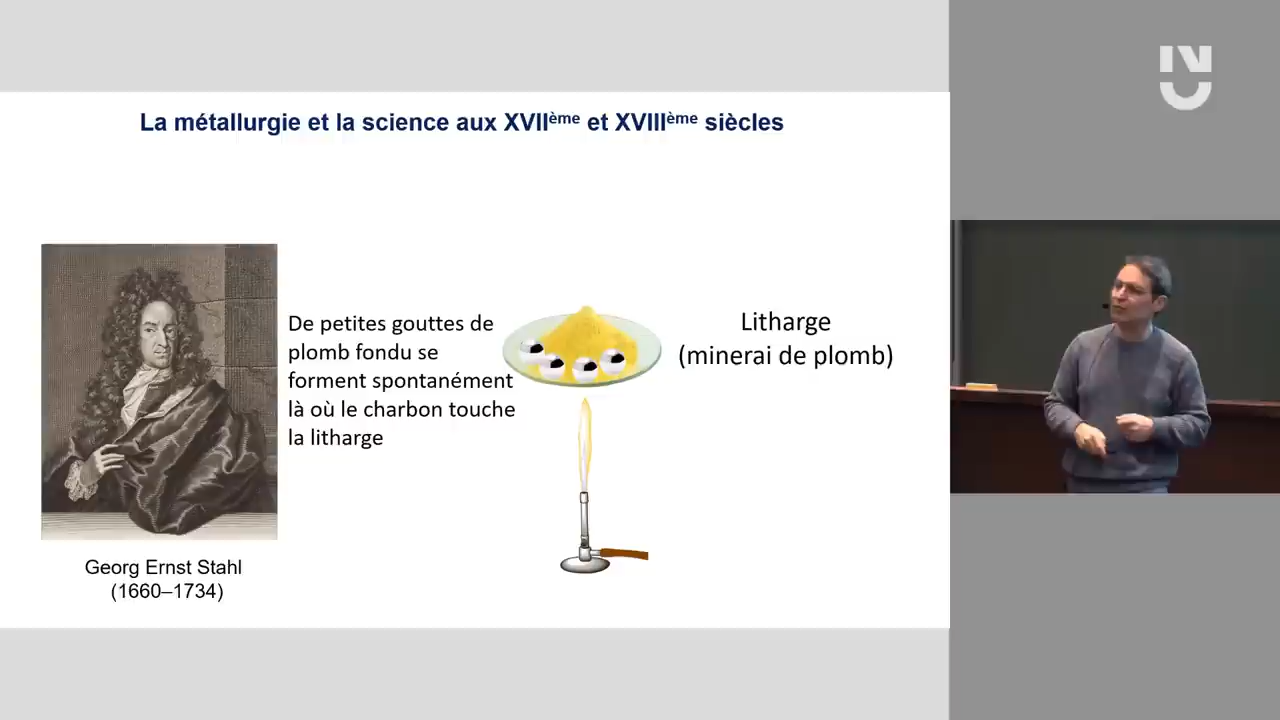 La métallurgie et la science aux XVIIème et XVIIIème siècles
De petites gouttes de
plomb fondu se
forment spontanément
là où le charbon touche
la litharge
Litharge
(minerai de plomb)
Georg Ernst Stahl
(1660–1734)